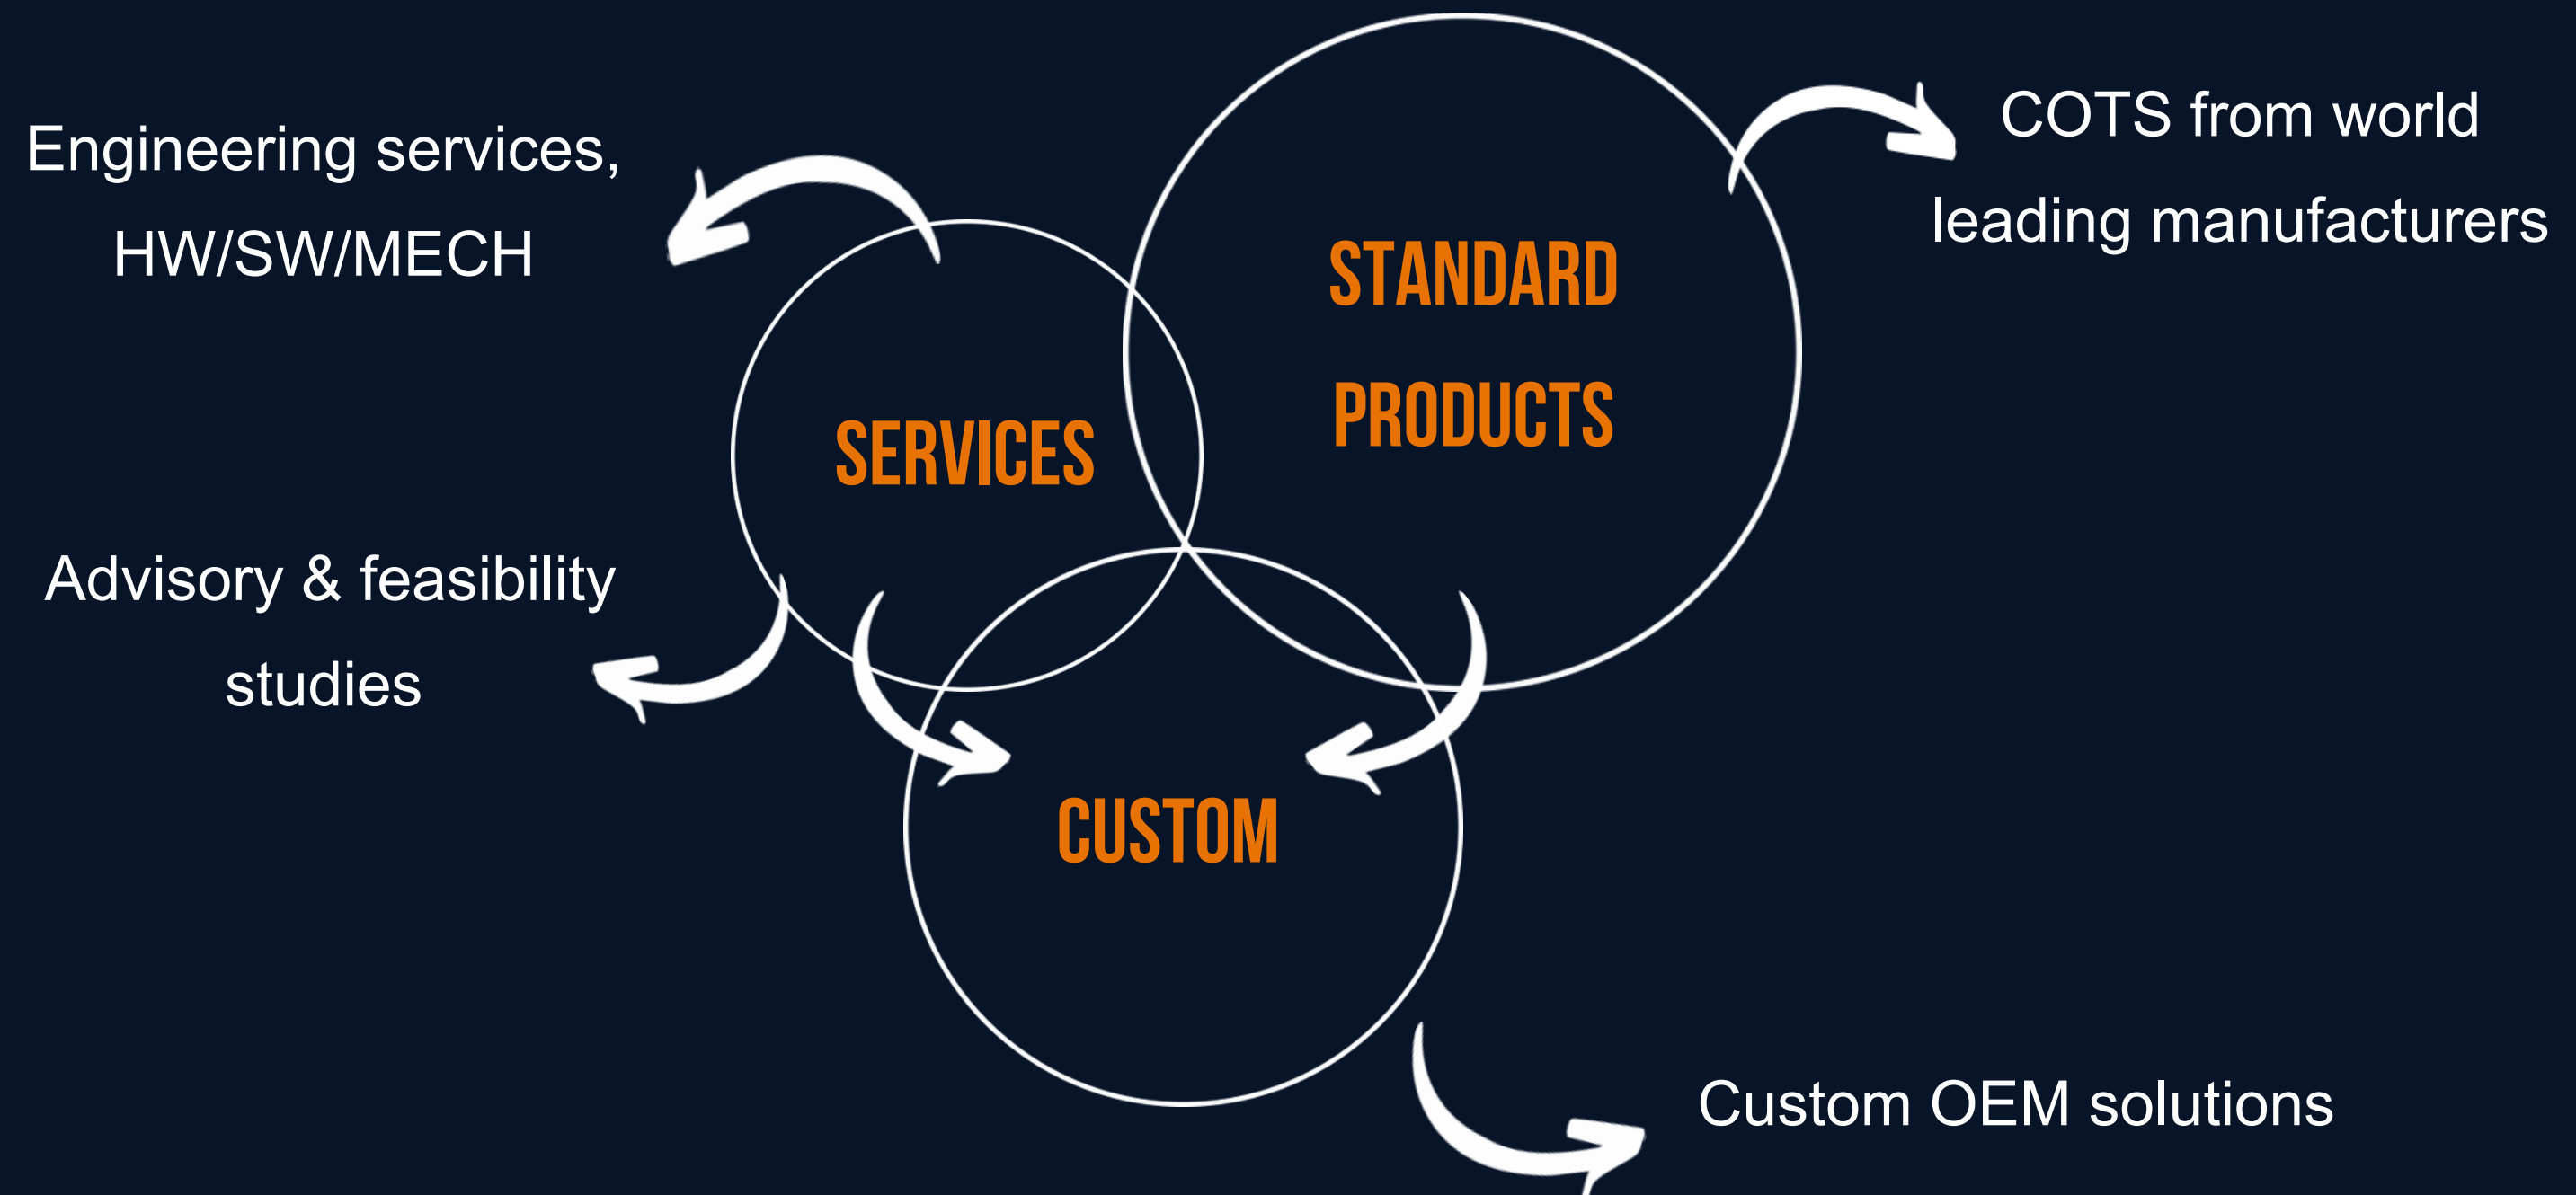 Engineering services,
HW/SW/MECH
COTS from world
leading manufacturers
STANDARD
PRODUCTS
SERVICES
Advisory & feasibility
studies
CUSTOM
Custom OEM solutions